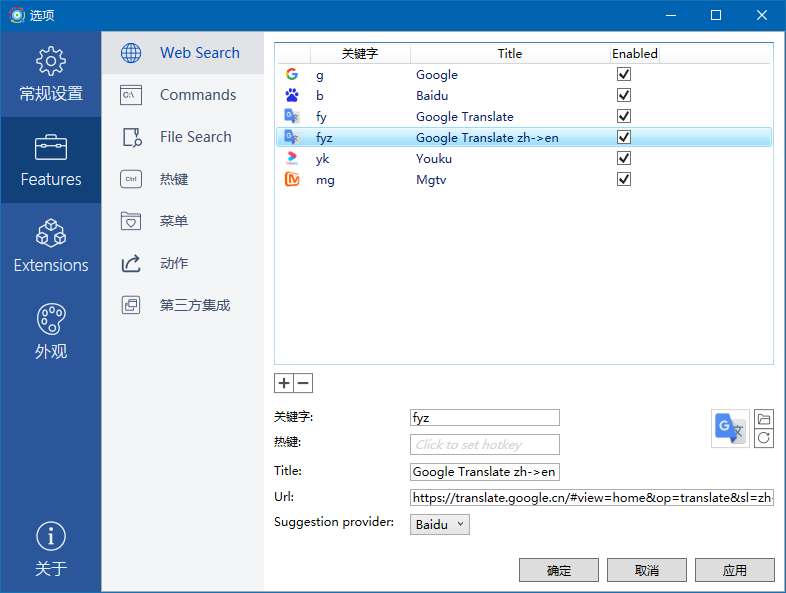 选项
常规设置
Features
Extensions
外观
关于
Web Search
C:\ Commands
File Search
Ctrl 热键
菜单
动作
第三方集成
关键字 Title Enabled
g Google
b Baidu
fy Google Translate
fyz Google Translate zh->en
yk Youku
mg Mgtv
关键字: fyz
热键: Click to set hotkey
Title: Google Translate zh->en
Url: https://translate.google.cn/#view=home&op=translate&sl=zh-
Suggestion provider: Baidu
确定 取消 应用